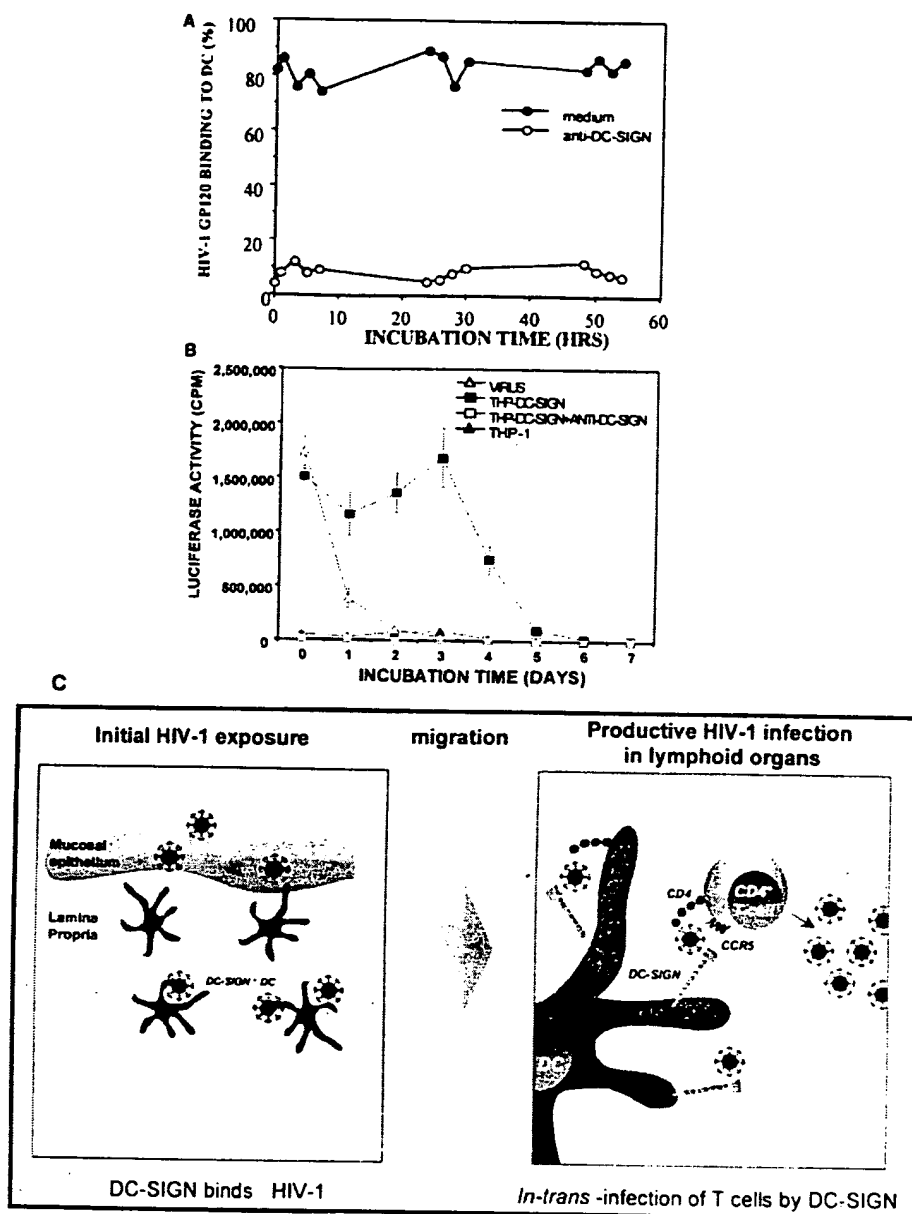 A
HIV-1 GP120 BINDING TO DC (%)
100
80
60
40
20
0
medium
anti-DC-SIGN
0 10 20 30 40 50 60
INCUBATION TIME (HRS)
B
LUCIFERASE ACTIVITY (CPM)
2,500,000
2,000,000
1,500,000
1,000,000
500,000
0
VIRUS
THP-DC-SIGN
THP-DC-SIGN+ANTI-DC-SIGN
THP-1
0 1 2 3 4 5 6 7
INCUBATION TIME (DAYS)
C
Initial HIV-1 exposure
migration
Productive HIV-1 infection
in lymphoid organs
Mucosal
epithelium
Lamina
Propria
DC-SIGN+ DC
CD4
CD4+
CCR5
DC-SIGN
DC
DC-SIGN binds HIV-1
In-trans -infection of T cells by DC-SIGN